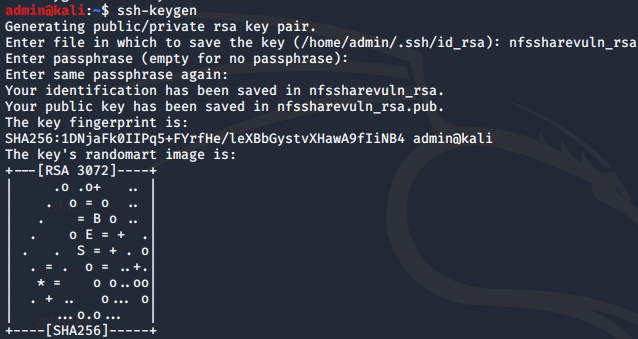 admin@kali:~$ ssh-keygen
Generating public/private rsa key pair.
Enter file in which to save the key (/home/admin/.ssh/id_rsa): nfssharevuln_rsa
Enter passphrase (empty for no passphrase):
Enter same passphrase again:
Your identification has been saved in nfssharevuln_rsa.
Your public key has been saved in nfssharevuln_rsa.pub.
The key fingerprint is:
SHA256:1DNjaFk0IIPq5+FYrfHe/leXBbGystvXHawA9fIiNB4 admin@kali
The key's randomart image is:
+---[RSA 3072]----+
|     .o .o+   .. |
|    .  o = o  .. |
|   .    = B o .. |
|  .    o E = +  .|
| .   .  S = + . o|
|  . = .  o = ..+.|
|   * =    o o..oo|
|  . + ..   o... o|
|     ...o.o...   |
+----[SHA256]-----+